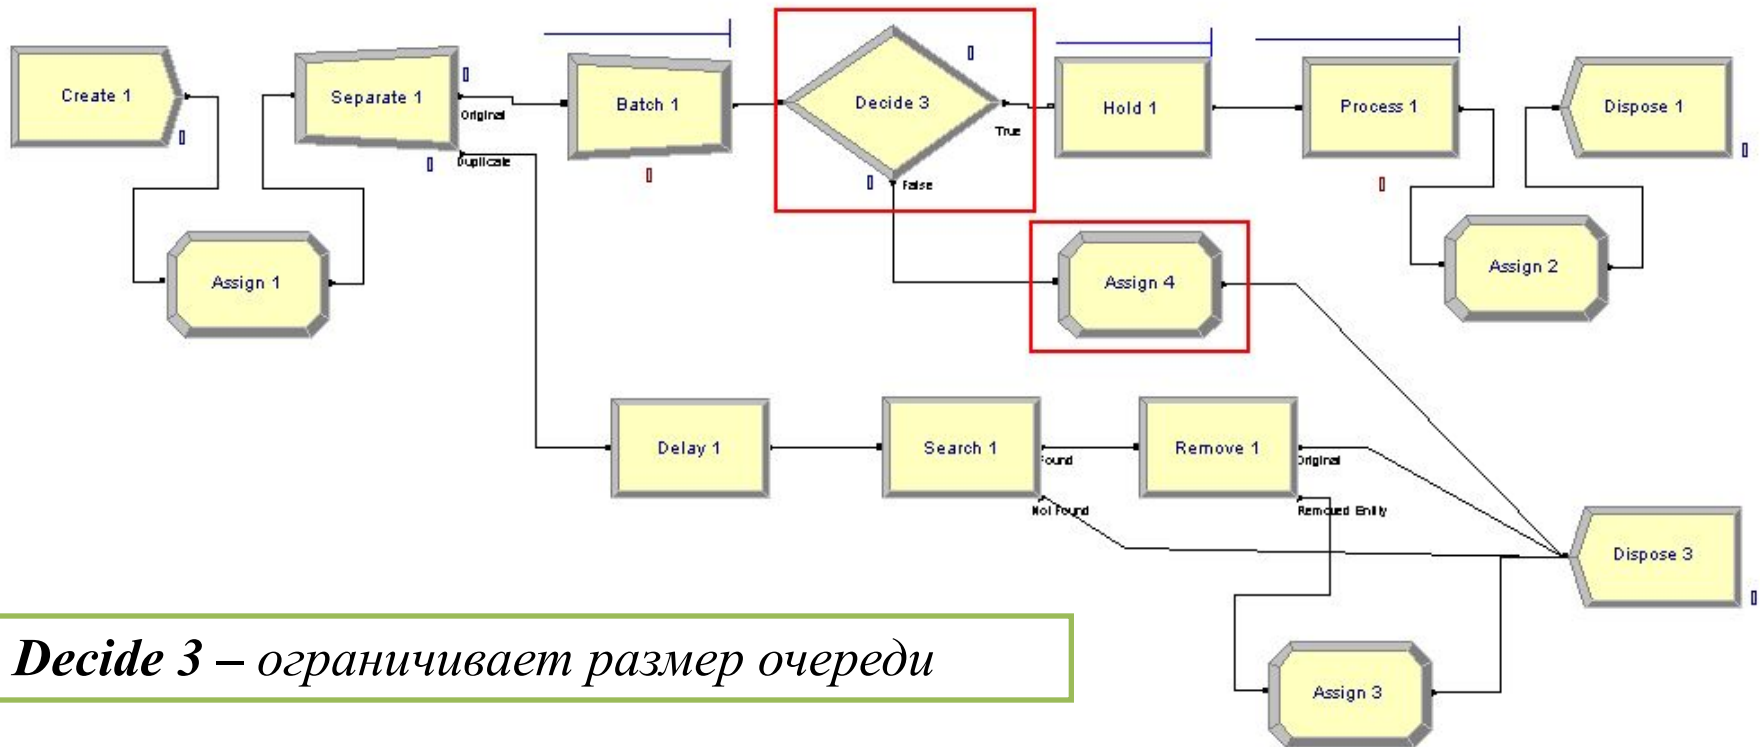 Create 1
Separate 1
Original
Duplicate
Batch 1
Decide 3
True
False
Hold 1
Process 1
Dispose 1
Assign 1
Assign 4
Assign 2
Delay 1
Search 1
Found
Not Found
Remove 1
Original
Removed Entity
Dispose 3
Assign 3
Decide 3 – ограничивает размер очереди